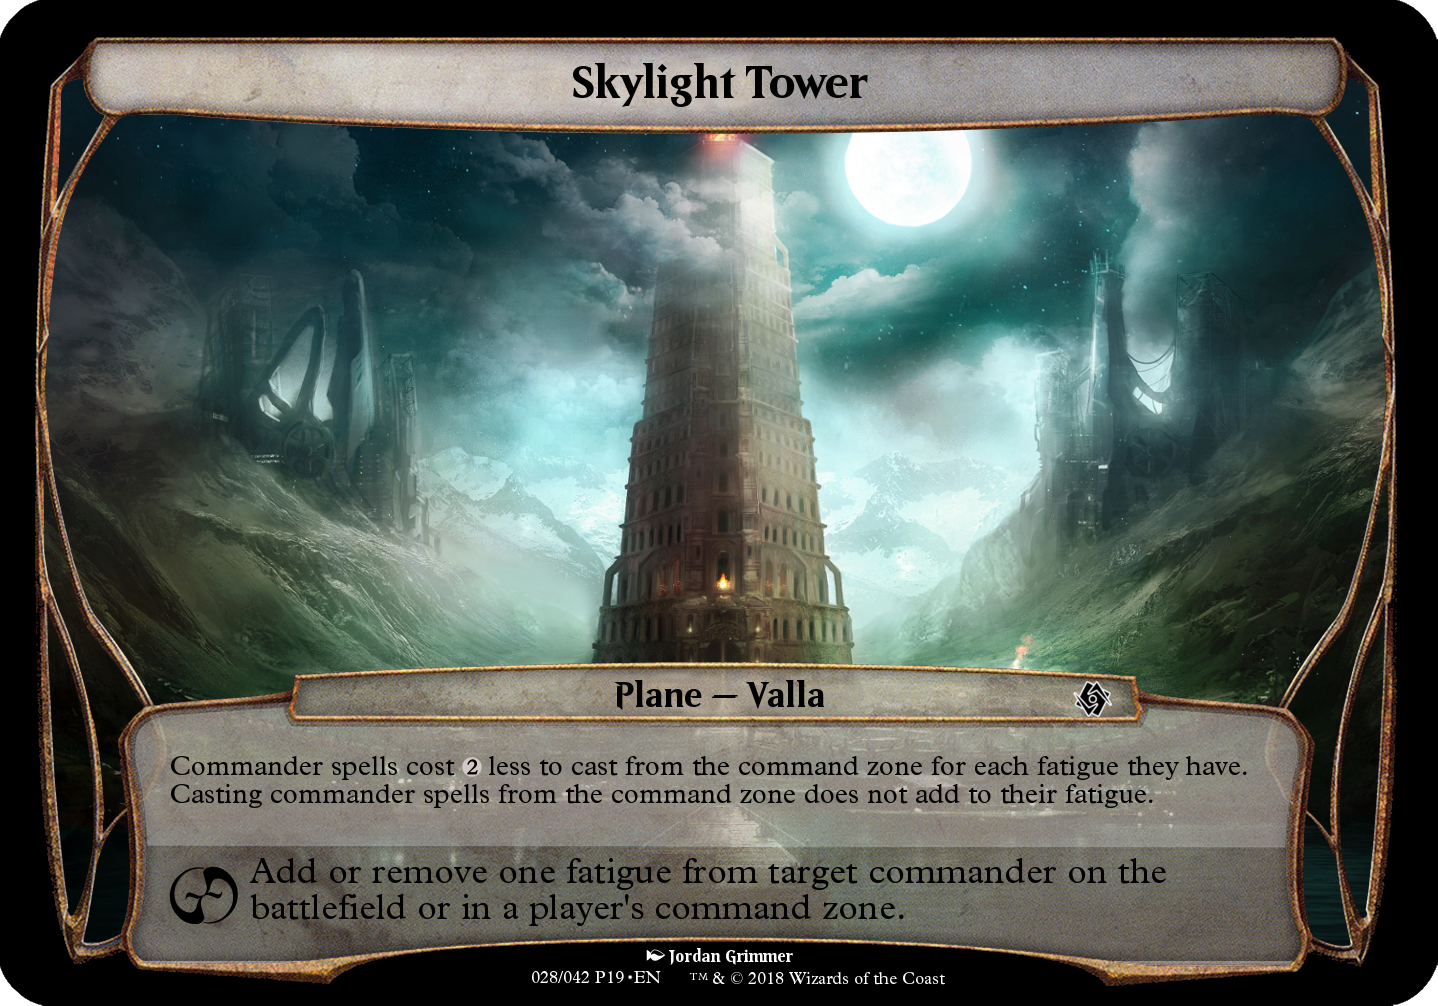 Skylight Tower
Plane — Valla
Commander spells cost 2 less to cast from the command zone for each fatigue they have.
Casting commander spells from the command zone does not add to their fatigue.
Add or remove one fatigue from target commander on the
battlefield or in a player's command zone.
Jordan Grimmer
028/042 P19•EN ™ & © 2018 Wizards of the Coast